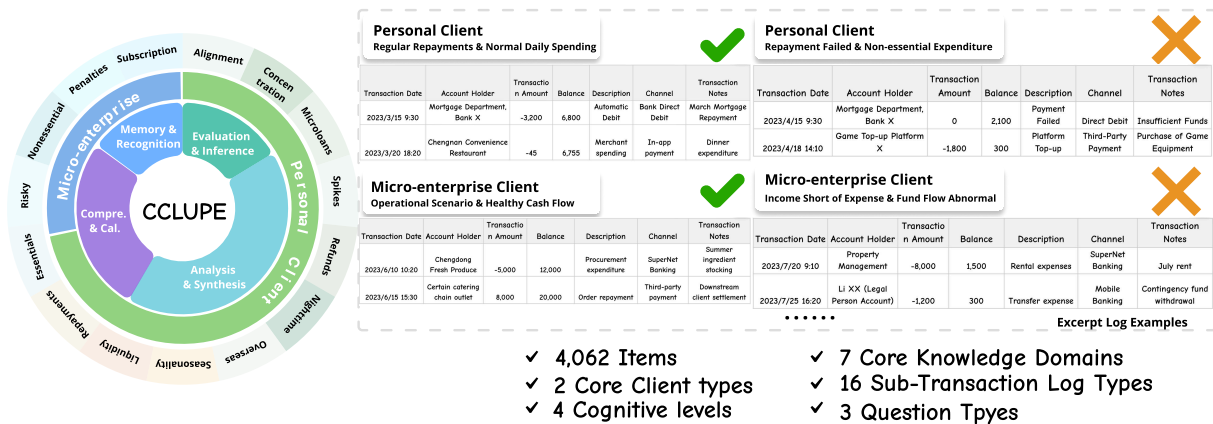 CCLUPE
Memory &
Recognition
Evaluation
& Inference
Compre.
& Cal.
Analysis
& Synthesis
Micro-enterprise
Personal Client
Subscription
Alignment
Concen
tration
Microloans
Spikes
Refunds
Nighttime
Overseas
Seasonality
Liquidity
Repayments
Essentials
Risky
Nonessential
Penalties
Personal Client
Regular Repayments & Normal Daily Spending
Transaction Date Account Holder Transactio n Amount Balance Description Channel Transaction Notes
2023/3/15 9:30 Mortgage Department, Bank X -3,200 6,800 Automatic Debit Bank Direct Debit March Mortgage Repayment
2023/3/20 18:20 Chengnan Convenience Restaurant -45 6,755 Merchant spending In-app payment Dinner expenditure
Personal Client
Repayment Failed & Non-essential Expenditure
Transaction Date Account Holder Transaction Amount Balance Description Channel Transaction Notes
2023/4/15 9:30 Mortgage Department, Bank X 0 2,100 Payment Failed Direct Debit Insufficient Funds
2023/4/18 14:10 Game Top-up Platform X -1,800 300 Platform Top-up Third-Party Payment Purchase of Game Equipment
Micro-enterprise Client
Operational Scenario & Healthy Cash Flow
Transaction Date Account Holder Transactio n Amount Balance Description Channel Transaction Notes
2023/6/10 10:20 Chengdong Fresh Produce -5,000 12,000 Procurement expenditure SuperNet Banking Summer ingredient stocking
2023/6/15 15:30 Certain catering chain outlet 8,000 20,000 Order repayment Third-party payment Downstream client settlement
Micro-enterprise Client
Income Short of Expense & Fund Flow Abnormal
Transaction Date Account Holder Transactio n Amount Balance Description Channel Transaction Notes
2023/7/20 9:10 Property Management -8,000 1,500 Rental expenses SuperNet Banking July rent
2023/7/25 16:20 Li XX (Legal Person Account) -1,200 300 Transfer expense Mobile Banking Contingency fund withdrawal
......
Excerpt Log Examples
✓ 4,062 Items
✓ 2 Core Client types
✓ 4 Cognitive levels
✓ 7 Core Knowledge Domains
✓ 16 Sub-Transaction Log Types
✓ 3 Question Tpyes